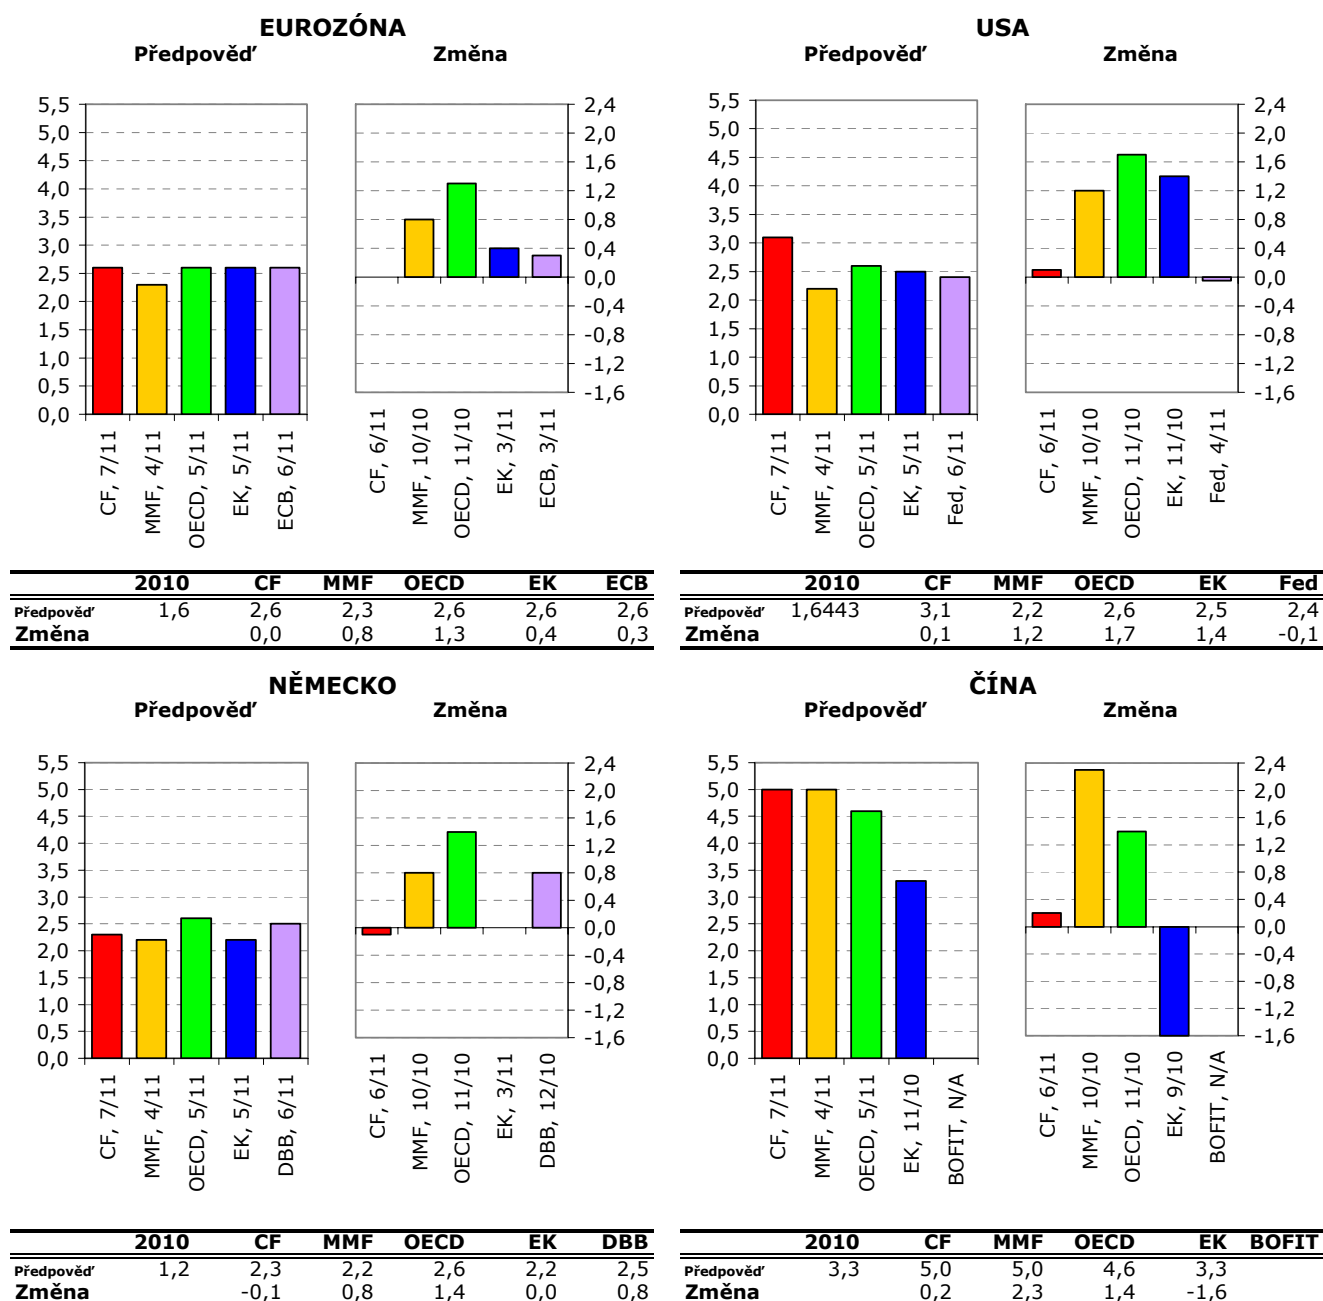 EUROZÓNA
Předpověď Změna
5,5
5,0
4,5
4,0
3,5
3,0
2,5
2,0
1,5
1,0
0,5
0,0
2,4
2,0
1,6
1,2
0,8
0,4
0,0
-0,4
-0,8
-1,2
-1,6
CF, 7/11
MMF, 4/11
OECD, 5/11
EK, 5/11
ECB, 6/11
CF, 6/11
MMF, 10/10
OECD, 11/10
EK, 3/11
ECB, 3/11
2010 CF MMF OECD EK ECB
Předpověď 1,6 2,6 2,3 2,6 2,6 2,6
Změna 0,0 0,8 1,3 0,4 0,3
USA
Předpověď Změna
5,5
5,0
4,5
4,0
3,5
3,0
2,5
2,0
1,5
1,0
0,5
0,0
2,4
2,0
1,6
1,2
0,8
0,4
0,0
-0,4
-0,8
-1,2
-1,6
CF, 7/11
MMF, 4/11
OECD, 5/11
EK, 5/11
Fed, 6/11
CF, 6/11
MMF, 10/10
OECD, 11/10
EK, 11/10
Fed, 4/11
2010 CF MMF OECD EK Fed
Předpověď 1,6443 3,1 2,2 2,6 2,5 2,4
Změna 0,1 1,2 1,7 1,4 -0,1
NĚMECKO
Předpověď Změna
5,5
5,0
4,5
4,0
3,5
3,0
2,5
2,0
1,5
1,0
0,5
0,0
2,4
2,0
1,6
1,2
0,8
0,4
0,0
-0,4
-0,8
-1,2
-1,6
CF, 7/11
MMF, 4/11
OECD, 5/11
EK, 5/11
DBB, 6/11
CF, 6/11
MMF, 10/10
OECD, 11/10
EK, 3/11
DBB, 12/10
2010 CF MMF OECD EK DBB
Předpověď 1,2 2,3 2,2 2,6 2,2 2,5
Změna -0,1 0,8 1,4 0,0 0,8
ČÍNA
Předpověď Změna
5,5
5,0
4,5
4,0
3,5
3,0
2,5
2,0
1,5
1,0
0,5
0,0
2,4
2,0
1,6
1,2
0,8
0,4
0,0
-0,4
-0,8
-1,2
-1,6
CF, 7/11
MMF, 4/11
OECD, 5/11
EK, 11/10
BOFIT, N/A
CF, 6/11
MMF, 10/10
OECD, 11/10
EK, 9/10
BOFIT, N/A
2010 CF MMF OECD EK BOFIT
Předpověď 3,3 5,0 5,0 4,6 3,3
Změna 0,2 2,3 1,4 -1,6